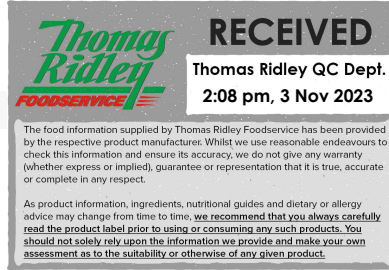 Thomas
Ridley
FOODSERVICE
RECEIVED
Thomas Ridley QC Dept.
2:08 pm, 3 Nov 2023
The food information supplied by Thomas Ridley Foodservice has been provided
by the respective product manufacturer. Whilst we use reasonable endeavours to
check this information and ensure its accuracy, we do not give any warranty
(whether express or implied), guarantee or representation that it is true, accurate
or complete in any respect.
As product information, ingredients, nutritional guides and dietary or allergy
advice may change from time to time, we recommend that you always carefully
read the product label prior to using or consuming any such products. You
should not solely rely upon the information we provide and make your own
assessment as to the suitability or otherwise of any given product.